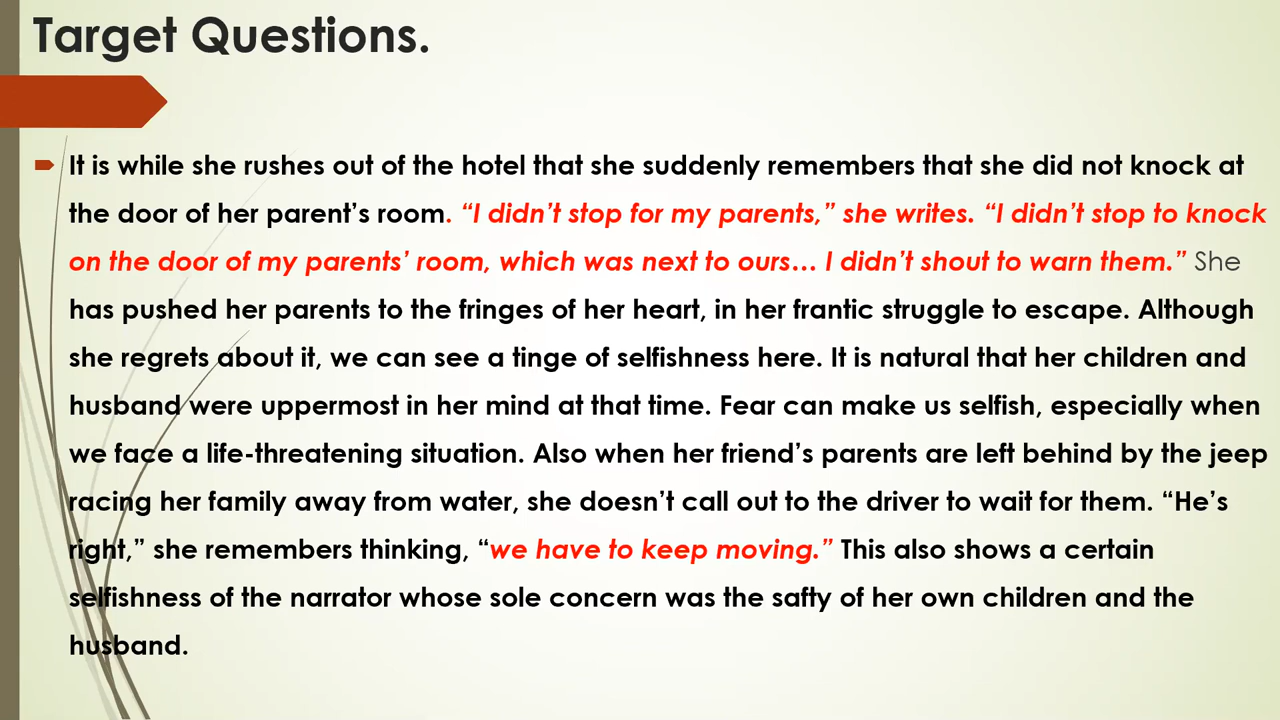 Target Questions.
It is while she rushes out of the hotel that she suddenly remembers that she did not knock at
the door of her parent’s room. “I didn’t stop for my parents,” she writes. “I didn’t stop to knock
on the door of my parents’ room, which was next to ours… I didn’t shout to warn them.” She
has pushed her parents to the fringes of her heart, in her frantic struggle to escape. Although
she regrets about it, we can see a tinge of selfishness here. It is natural that her children and
husband were uppermost in her mind at that time. Fear can make us selfish, especially when
we face a life-threatening situation. Also when her friend’s parents are left behind by the jeep
racing her family away from water, she doesn’t call out to the driver to wait for them. “He’s
right,” she remembers thinking, “we have to keep moving.” This also shows a certain
selfishness of the narrator whose sole concern was the safty of her own children and the
husband.